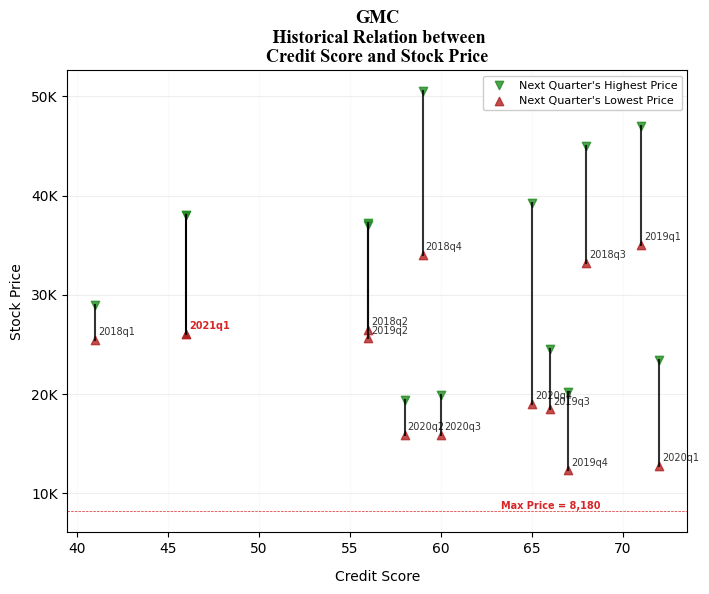 GMC
Historical Relation between
Credit Score and Stock Price
Next Quarter's Highest Price
Next Quarter's Lowest Price
50K
40K
30K
20K
10K
Stock Price
2018q4
2019q1
2018q3
2018q1
2021q1
2018q2
2019q2
2020q4
2019q3
2020q2
2020q3
2019q4
2020q1
Max Price = 8,180
40
45
50
55
60
65
70
Credit Score